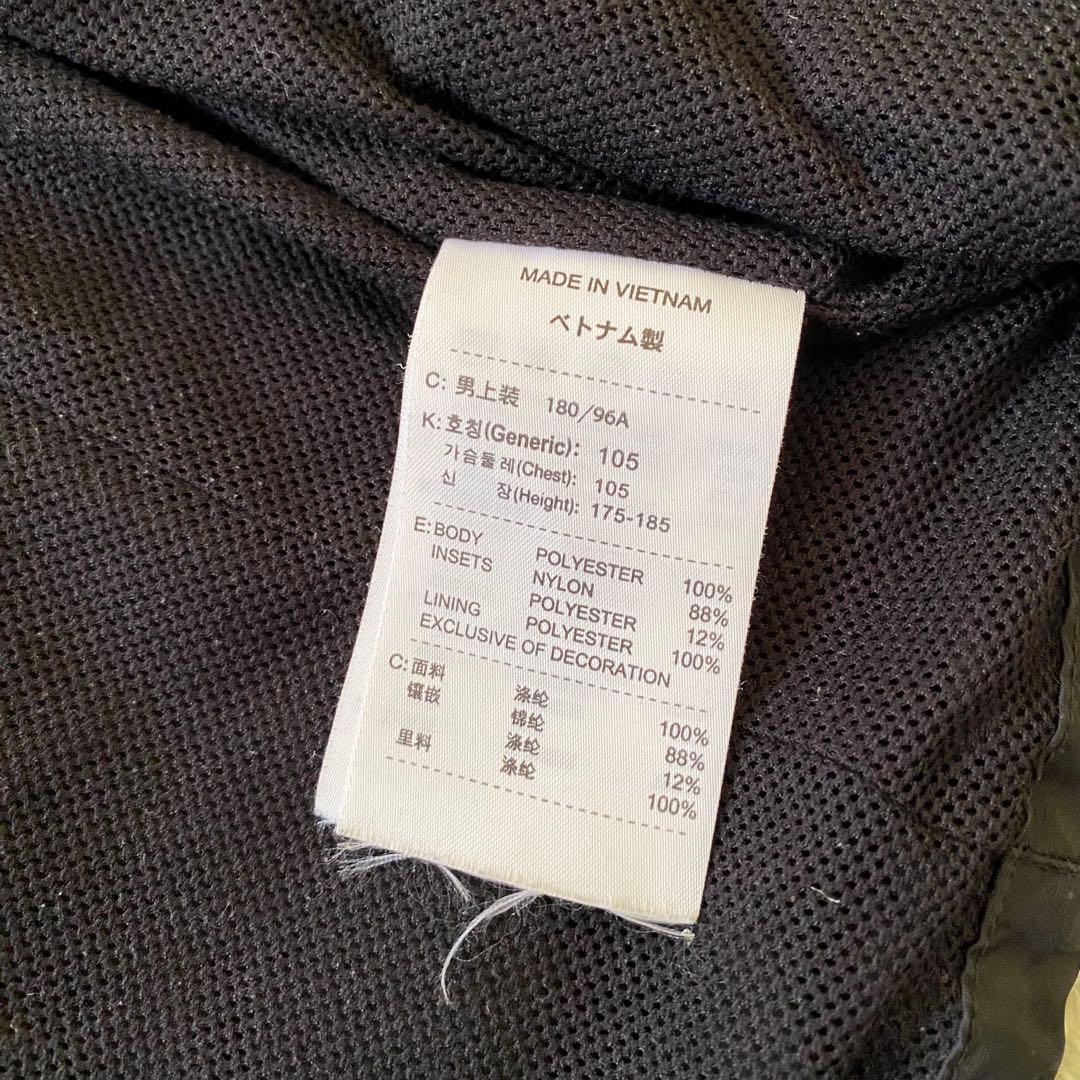 MADE IN VIETNAM
ベトナム製
C: 男上装 180/96A
K: 호칭(Generic): 105
가슴둘레(Chest): 105
신 장(Height): 175-185
E: BODY POLYESTER 100%
INSETS NYLON 88%
POLYESTER 12%
LINING POLYESTER 100%
EXCLUSIVE OF DECORATION
C: 面料 涤纶 100%
镶嵌 锦纶 88%
涤纶 12%
里料 涤纶 100%